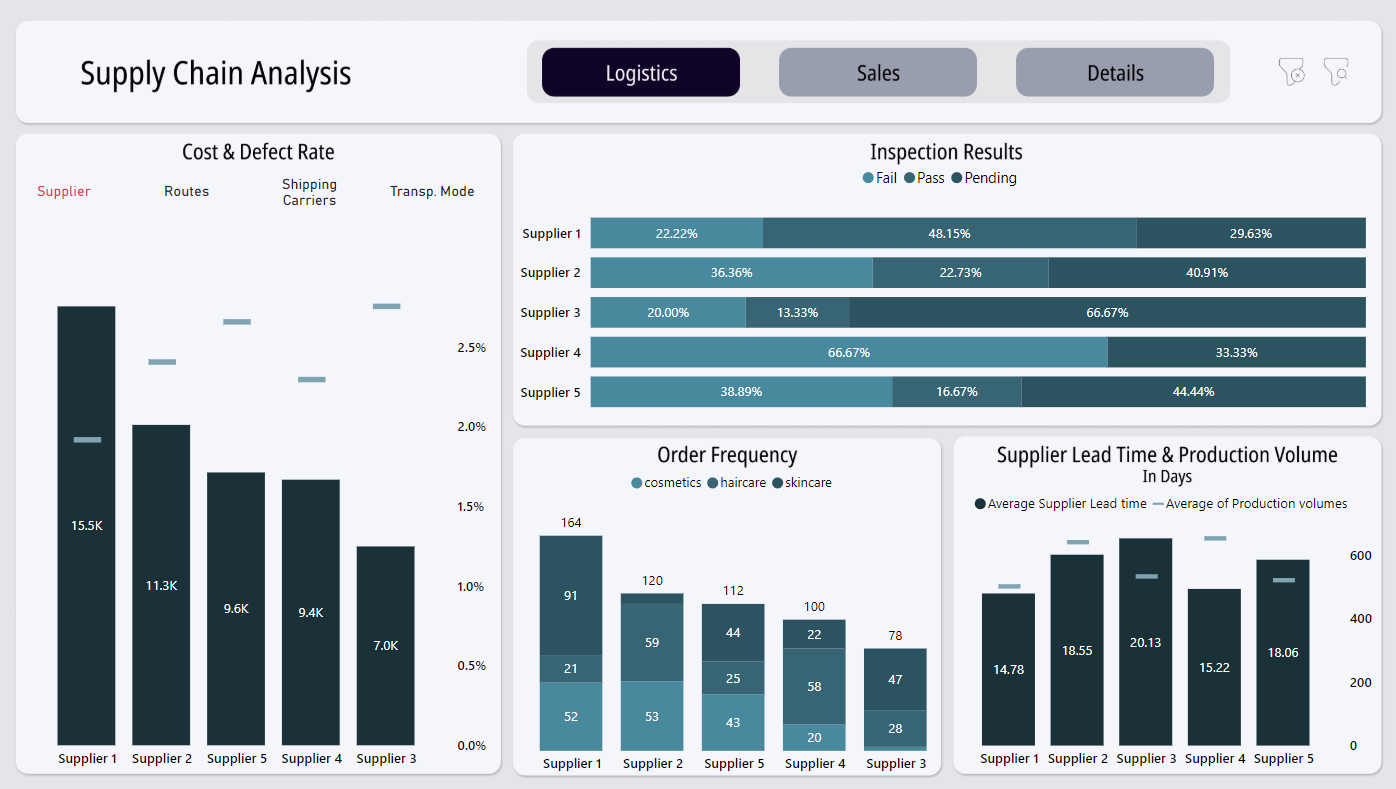 Supply Chain Analysis
Logistics
Sales
Details
Cost & Defect Rate
Supplier
Routes
Shipping
Carriers
Transp. Mode
2.5%
2.0%
1.5%
1.0%
0.5%
0.0%
15.5K
11.3K
9.6K
9.4K
7.0K
Supplier 1 Supplier 2 Supplier 5 Supplier 4 Supplier 3
Inspection Results
Fail Pass Pending
Supplier 1 22.22% 48.15% 29.63%
Supplier 2 36.36% 22.73% 40.91%
Supplier 3 20.00% 13.33% 66.67%
Supplier 4 66.67% 33.33%
Supplier 5 38.89% 16.67% 44.44%
Order Frequency
cosmetics haircare skincare
164
91
21
52
120
59
53
112
44
25
43
100
22
58
20
78
47
28
Supplier 1 Supplier 2 Supplier 5 Supplier 4 Supplier 3
Supplier Lead Time & Production Volume
In Days
Average Supplier Lead time Average of Production volumes
600
400
200
0
14.78
18.55
20.13
15.22
18.06
Supplier 1 Supplier 2 Supplier 3 Supplier 4 Supplier 5